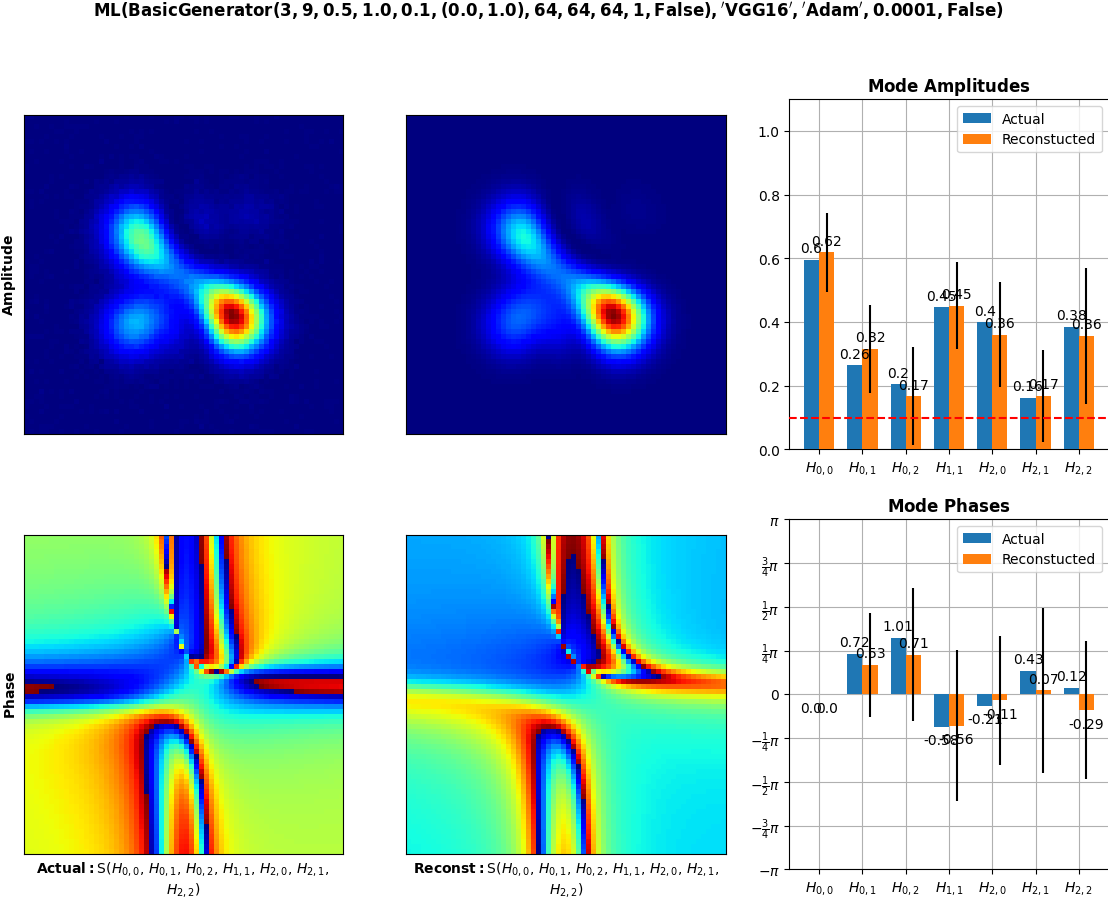 ML(BasicGenerator(3, 9, 0.5, 1.0, 0.1, (0.0, 1.0), 64, 64, 64, 1, False), ′VGG16′, ′Adam′, 0.0001, False)
Amplitude
Mode Amplitudes
Actual
Reconstucted
1.0
0.8
0.6
0.4
0.2
0.0
0.6
0.62
0.26
0.32
0.2
0.17
0.45
0.45
0.4
0.36
0.16
0.17
0.38
0.36
H0,0 H0,1 H0,2 H1,1 H2,0 H2,1 H2,2
Phase
Actual: S(H0,0, H0,1, H0,2, H1,1, H2,0, H2,1,
H2,2)
Reconst: S(H0,0, H0,1, H0,2, H1,1, H2,0, H2,1,
H2,2)
Mode Phases
Actual
Reconstucted
π
3/4π
1/2π
1/4π
0
−1/4π
−1/2π
−3/4π
−π
0.0
0.0
0.72
0.53
1.01
0.71
-0.58
-0.56
-0.21
-0.11
0.43
0.07
0.12
-0.29
H0,0 H0,1 H0,2 H1,1 H2,0 H2,1 H2,2